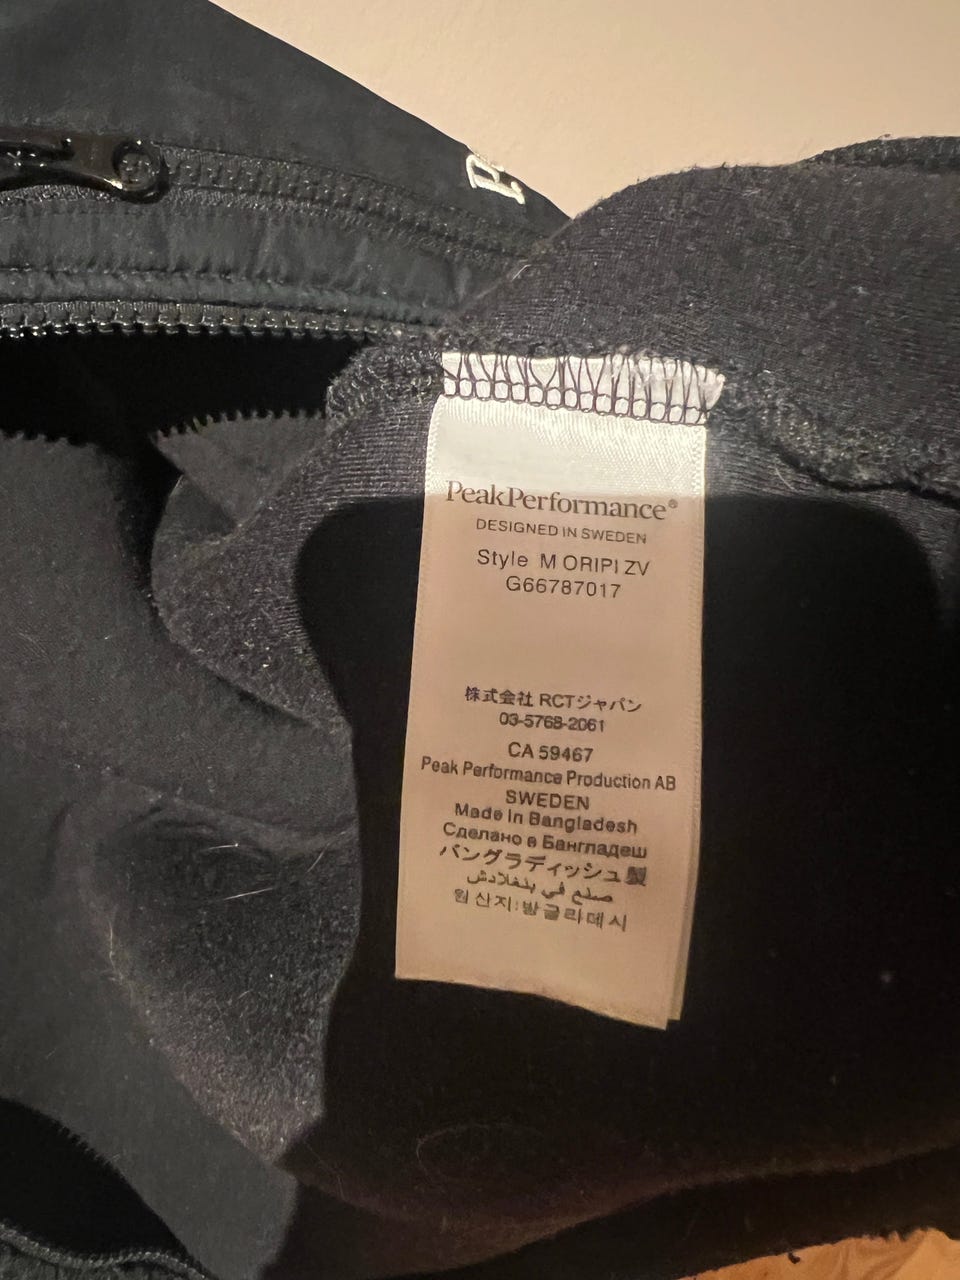 P
PeakPerformance®
DESIGNED IN SWEDEN
Style M ORIPI ZV
G66787017
株式会社 RCTジャパン
03-5768-2061
CA 59467
Peak Performance Production AB
SWEDEN
Made In Bangladesh
Сделано в Бангладеш
バングラディッシュ製
صنع في بنغلادش
원산지:방글라데시